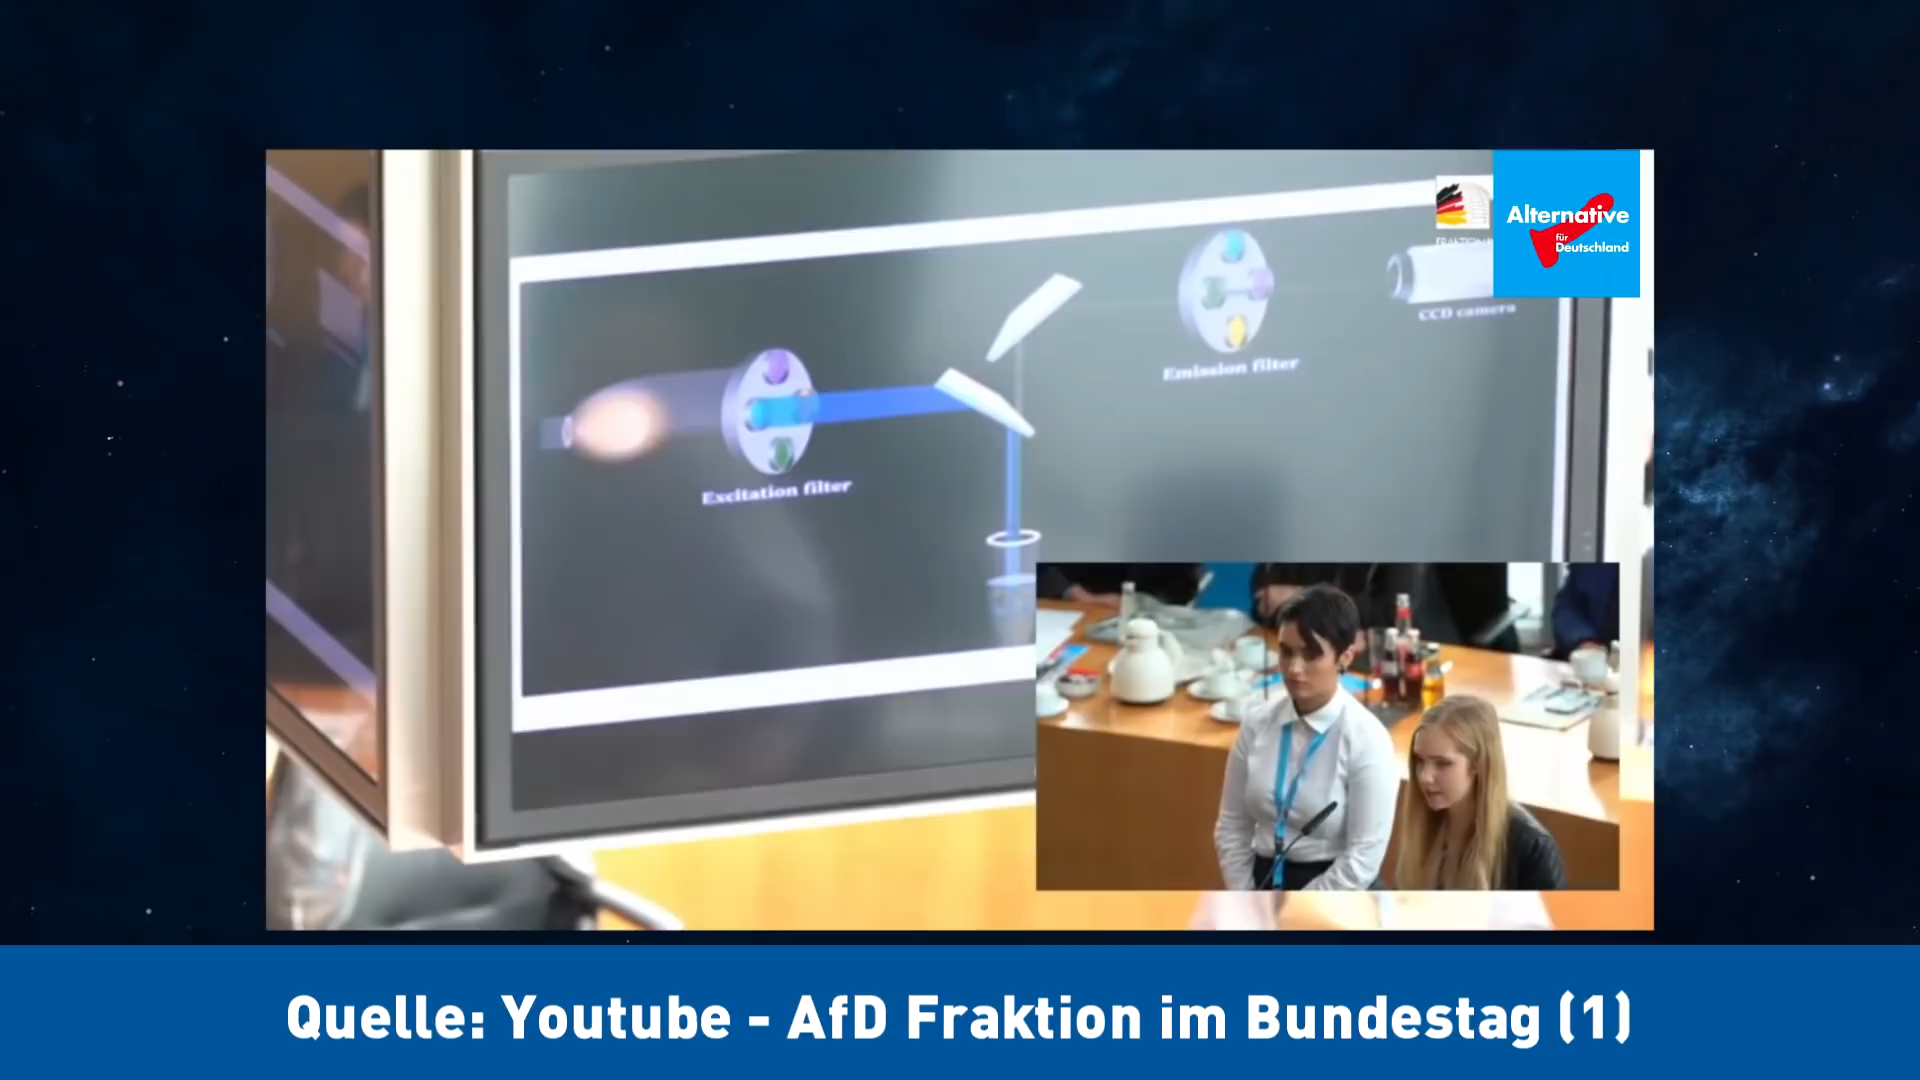 Alternative
für
Deutschland
CCD camera
Emission filter
Excitation filter
Quelle: Youtube - AfD Fraktion im Bundestag (1)